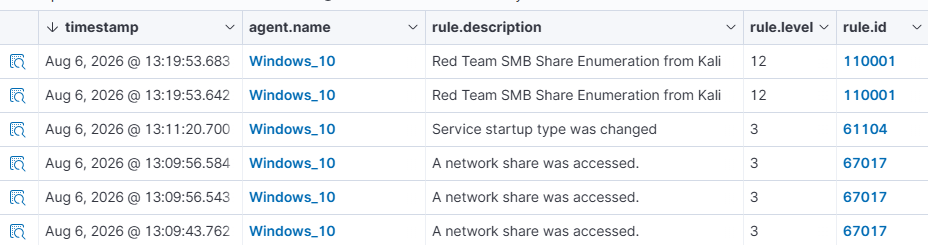 timestamp agent.name rule.description rule.level rule.id
Aug 6, 2026 @ 13:19:53.683 Windows_10 Red Team SMB Share Enumeration from Kali 12 110001
Aug 6, 2026 @ 13:19:53.642 Windows_10 Red Team SMB Share Enumeration from Kali 12 110001
Aug 6, 2026 @ 13:11:20.700 Windows_10 Service startup type was changed 3 61104
Aug 6, 2026 @ 13:09:56.584 Windows_10 A network share was accessed. 3 67017
Aug 6, 2026 @ 13:09:56.543 Windows_10 A network share was accessed. 3 67017
Aug 6, 2026 @ 13:09:43.762 Windows_10 A network share was accessed. 3 67017